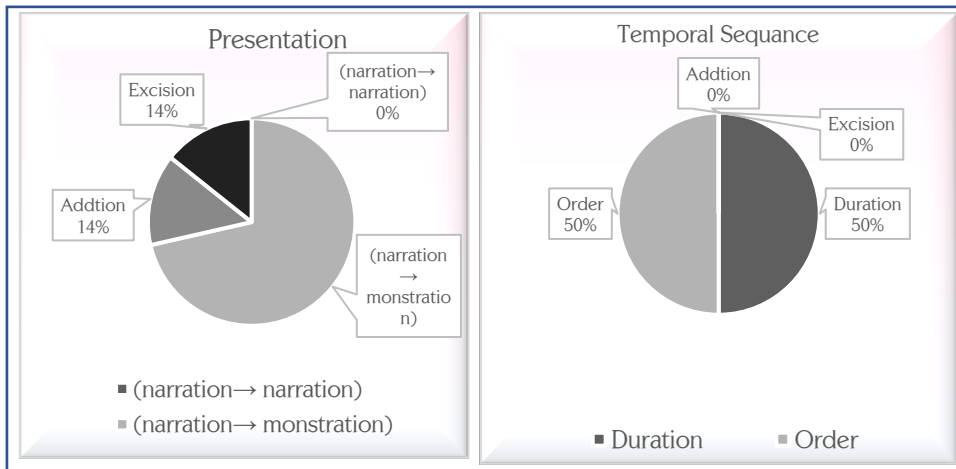 Presentation
(narration→
narration)
0%
Excision
14%
Addtion
14%
(narration
→
monstratio
n)
■ (narration→ narration)
■ (narration→ monstration)
Temporal Sequence
Addtion
0%
Excision
0%
Order
50%
Duration
50%
■ Duration ■ Order